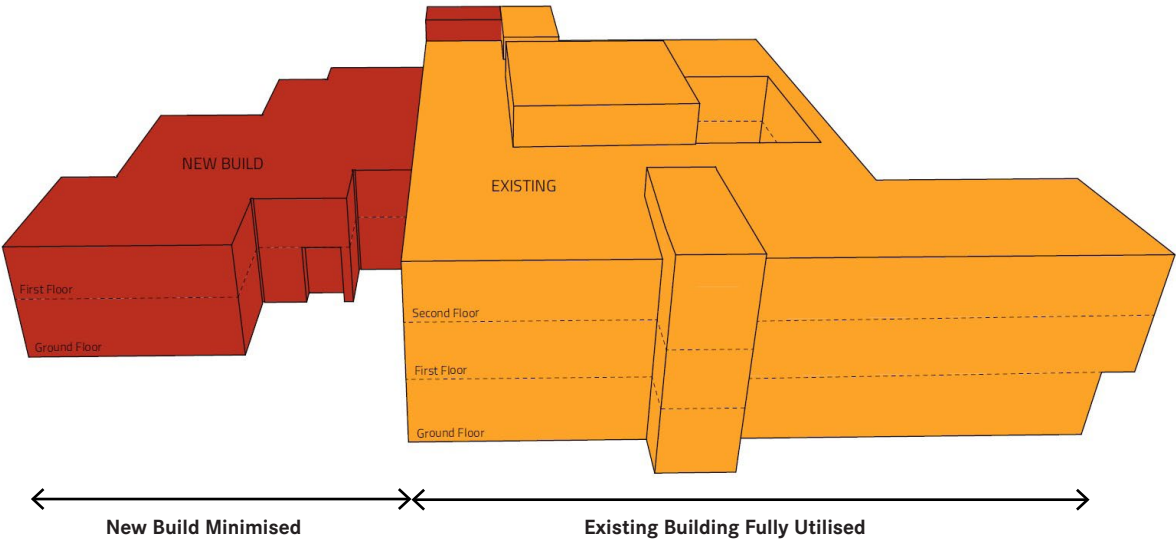 NEW BUILD
EXISTING
First Floor
Ground Floor
Second Floor
First Floor
Ground Floor
New Build Minimised
Existing Building Fully Utilised